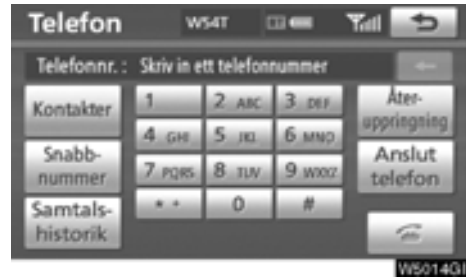 Telefon W54T
Telefonnr. : Skriv in ett telefonnummer
Kontakter
Snabb-
nummer
Samtals-
historik
1 2 ABC 3 DEF
4 GHI 5 JKL 6 MNO
7 PQRS 8 TUV 9 WXYZ
* + 0 #
Åter-
uppringning
Anslut
telefon
W5014GI